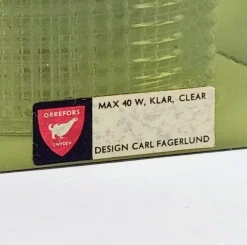 ORREFORS
SWEDEN
MAX 40 W, KLAR, CLEAR
DESIGN CARL FAGERLUND